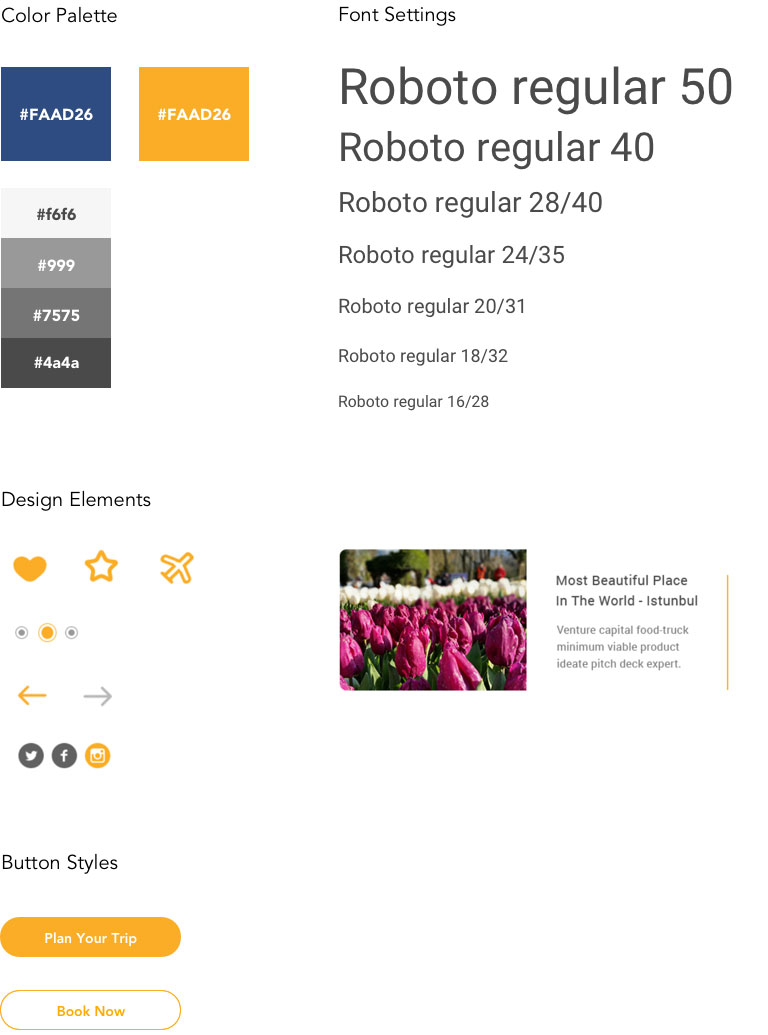 Color Palette
#FAAD26
#FAAD26
#f6f6
#999
#7575
#4a4a
Font Settings
Roboto regular 50
Roboto regular 40
Roboto regular 28/40
Roboto regular 24/35
Roboto regular 20/31
Roboto regular 18/32
Roboto regular 16/28
Design Elements
Most Beautiful Place
In The World - Istunbul
Venture capital food-truck
minimum viable product
ideate pitch deck expert.
Button Styles
Plan Your Trip
Book Now